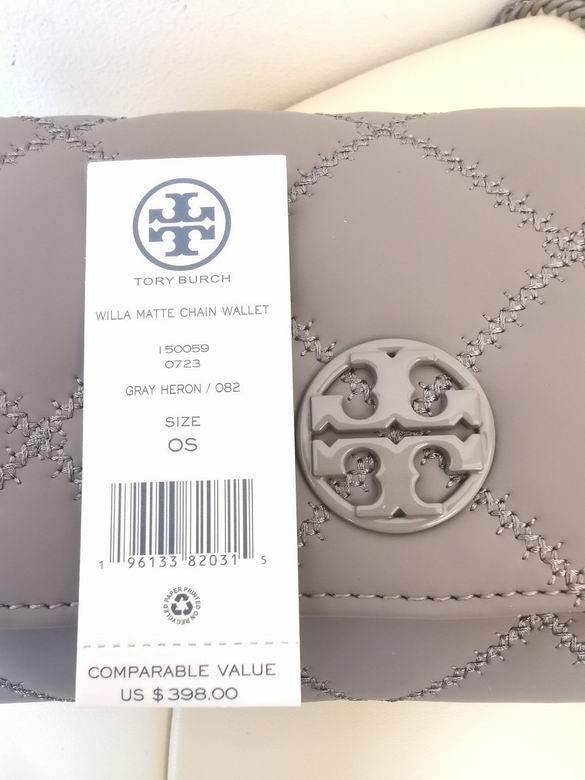 TORY BURCH
WILLA MATTE CHAIN WALLET
150059
0723
GRAY HERON / 082
SIZE
OS
1 96133 82031 5
PAPER PRINTED ON RECYCLED
COMPARABLE VALUE
US $398.00